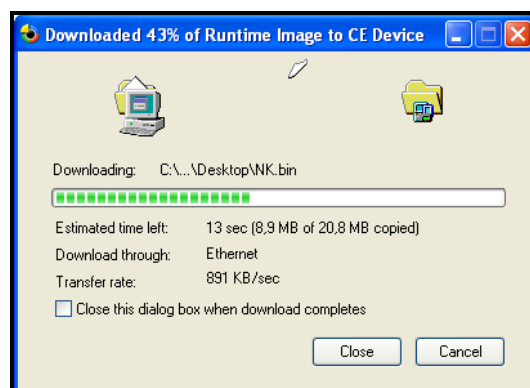 Downloaded 43% of Runtime Image to CE Device
Downloading: C:\...\Desktop\NK.bin
Estimated time left: 13 sec (8,9 MB of 20,8 MB copied)
Download through: Ethernet
Transfer rate: 891 KB/sec
Close this dialog box when download completes
Close Cancel